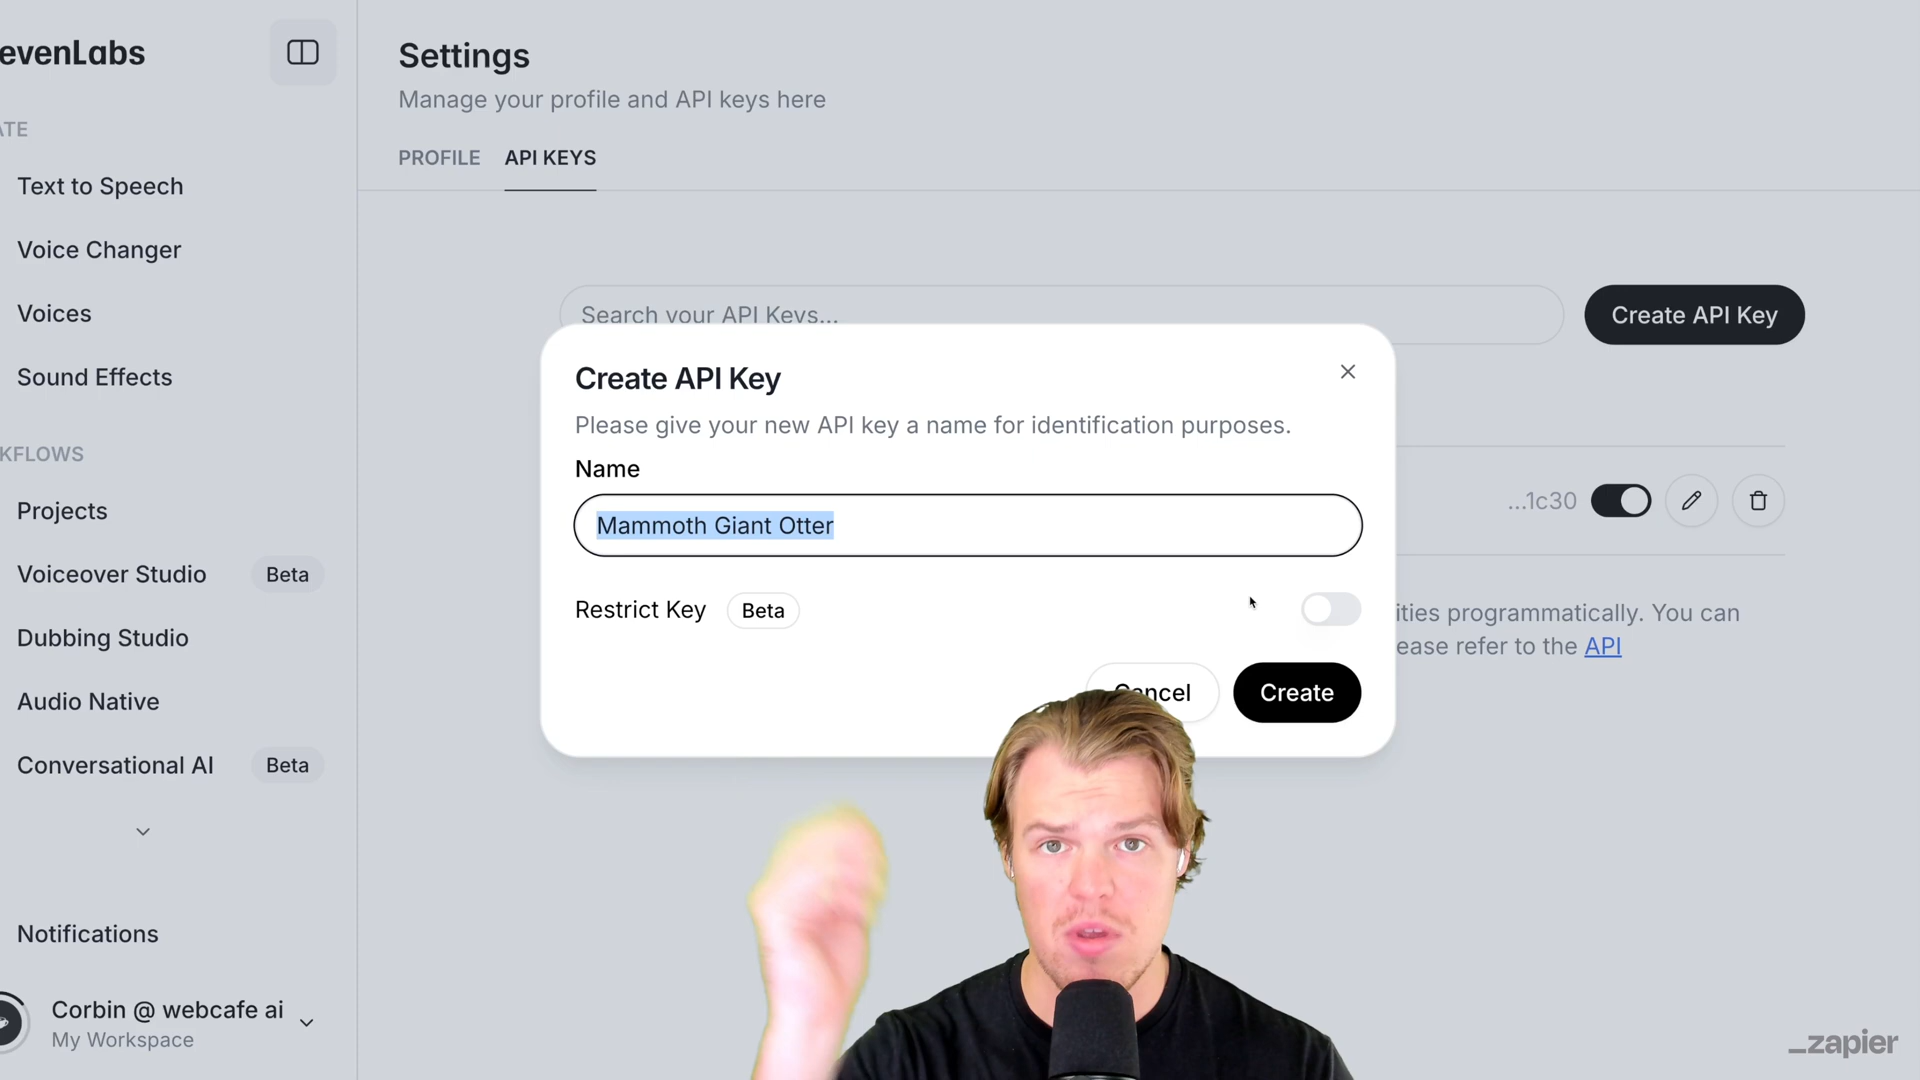 evenLabs
ATE
Text to Speech
Voice Changer
Voices
Sound Effects
KFLOWS
Projects
Voiceover Studio Beta
Dubbing Studio
Audio Native
Conversational AI Beta
Notifications
Corbin @ webcafe ai
My Workspace
Settings
Manage your profile and API keys here
PROFILE API KEYS
Search your API Keys...
Create API Key
Create API Key
Please give your new API key a name for identification purposes.
Name
Mammoth Giant Otter
Restrict Key Beta
Cancel Create
...1c30
ities programmatically. You can
ease refer to the API
_zapier